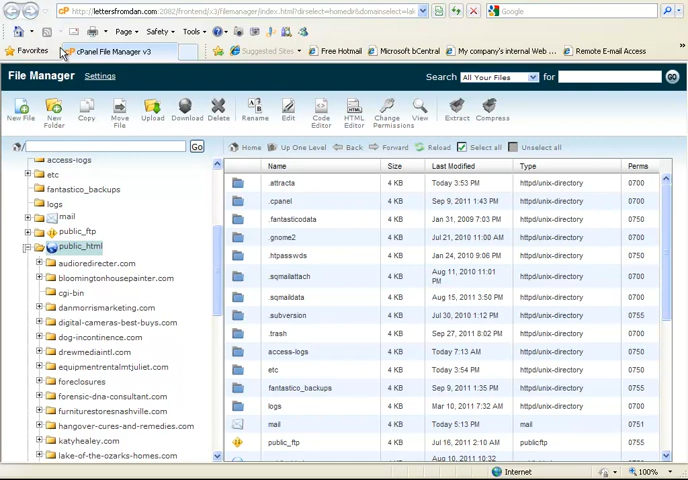 http://lettersfromdan.com:2082/frontend/x3/filemanager/index.html?dirselect=homedir&domainselect=lak
Google
Page Safety Tools
Favorites cPanel File Manager v3 Suggested Sites Free Hotmail Microsoft bCentral My company's internal Web ... Remote E-mail Access
File Manager Settings Search All Your Files for GO
New File New Folder Copy Move File Upload Download Delete Rename Edit Code Editor HTML Editor Change Permissions View Extract Compress
/ Go Home Up One Level Back Forward Reload Select all Unselect all
access-logs
etc
fantastico_backups
logs
mail
public_ftp
public_html
audioredirecter.com
bloomingtonhousepainter.com
cgi-bin
danmorrismarketing.com
digital-cameras-best-buys.com
dog-incontinence.com
drewmediaintl.com
equipmentrentalmtjuliet.com
foreclosures
forensic-dna-consultant.com
furniturestoresnashville.com
hangover-cures-and-remedies.com
katyhealey.com
lake-of-the-ozarks-homes.com
Name Size Last Modified Type Perms
.attracta 4 KB Today 3:53 PM httpd/unix-directory 0700
.cpanel 4 KB Sep 9, 2011 1:43 PM httpd/unix-directory 0700
.fantasticodata 4 KB Jan 31, 2009 7:03 PM httpd/unix-directory 0755
.gnome2 4 KB Jul 21, 2010 11:00 AM httpd/unix-directory 0700
.htpasswds 4 KB Jan 24, 2010 9:06 PM httpd/unix-directory 0750
.sqmailattach 4 KB Aug 11, 2010 11:01 PM httpd/unix-directory 0700
.sqmaildata 4 KB Aug 15, 2011 3:50 PM httpd/unix-directory 0700
.subversion 4 KB Jul 30, 2010 1:12 PM httpd/unix-directory 0755
.trash 4 KB Sep 27, 2011 8:02 PM httpd/unix-directory 0700
access-logs 4 KB Today 7:13 AM httpd/unix-directory 0750
etc 4 KB Today 3:54 PM httpd/unix-directory 0750
fantastico_backups 4 KB Sep 9, 2011 1:35 PM httpd/unix-directory 0755
logs 4 KB Mar 10, 2011 7:32 AM httpd/unix-directory 0700
mail 4 KB Today 5:13 PM mail 0751
public_ftp 4 KB Jul 16, 2011 2:10 AM publicftp 0755
Aug 10, 2011 10:32
Internet 100%